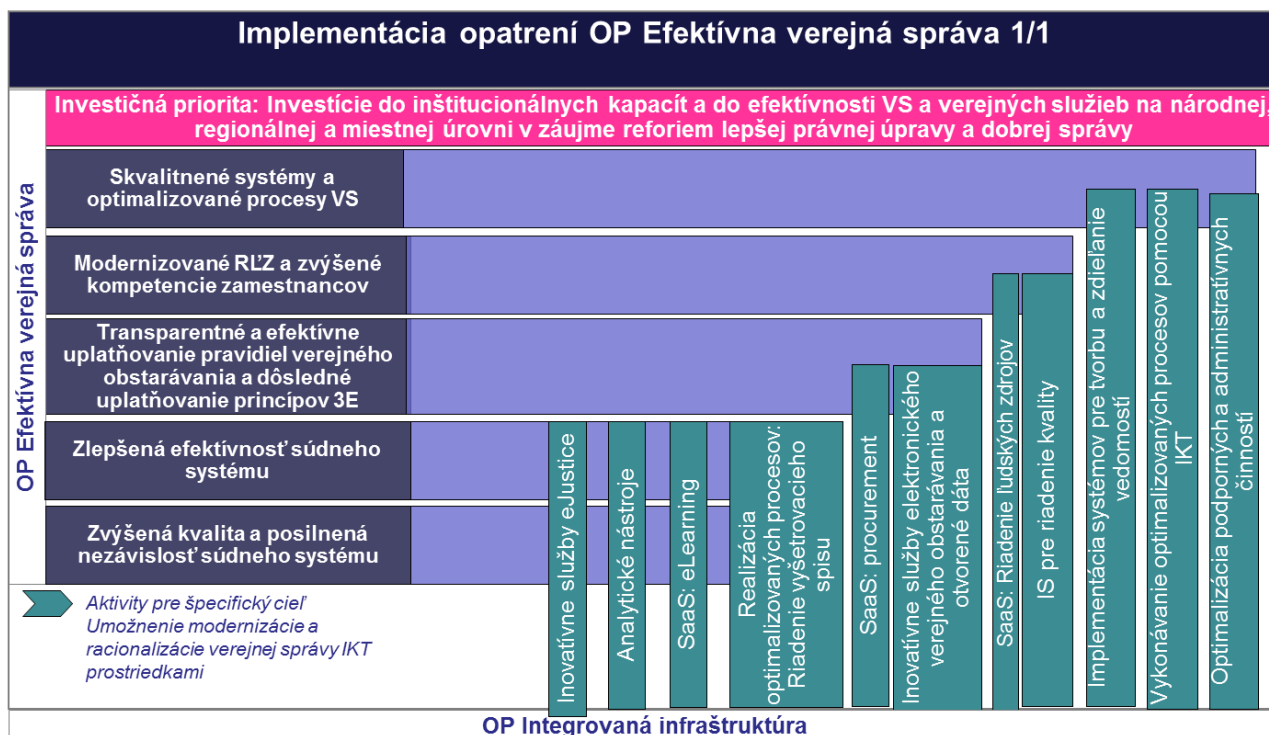 Implementácia opatrení OP Efektívna verejná správa 1/1
Investičná priorita: Investície do inštitucionálnych kapacít a do efektívnosti VS a verejných služieb na národnej,
regionálnej a miestnej úrovni v záujme reforiem lepšej právnej úpravy a dobrej správy
OP Efektívna verejná správa
Skvalitnené systémy a
optimalizované procesy VS
Modernizované RĽZ a zvýšené
kompetencie zamestnancov
Transparentné a efektívne
uplatňovanie pravidiel verejného
obstarávania a dôsledné
uplatňovanie princípov 3E
Zlepšená efektívnosť súdneho
systému
Zvýšená kvalita a posilnená
nezávislosť súdneho systému
Inovatívne služby eJustice
Analytické nástroje
SaaS: eLearning
Realizácia
optimalizovaných procesov:
Riadenie vyšetrovacieho
spisu
SaaS: procurement
Inovatívne služby elektronického
verejného obstarávania a
otvorené dáta
SaaS: Riadenie ľudských zdrojov
IS pre riadenie kvality
Implementácia systémov pre tvorbu a zdieľanie
vedomostí
Vykonávanie optimalizovaných procesov pomocou
IKT
Optimalizácia podporných a administratívnych
činností
Aktivity pre špecifický cieľ
Umožnenie modernizácie a
racionalizácie verejnej správy IKT
prostriedkami
OP Integrovaná infraštruktúra